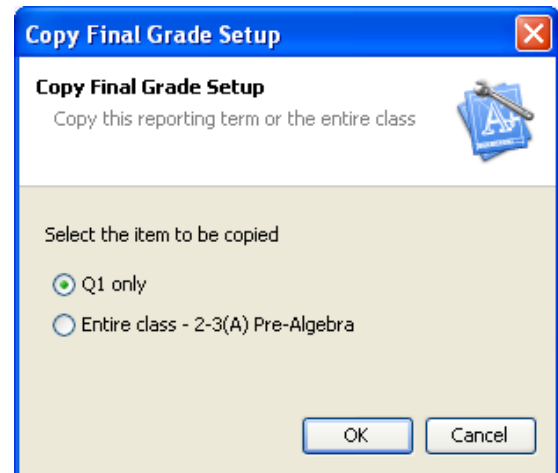 Copy Final Grade Setup
Copy Final Grade Setup
Copy this reporting term or the entire class
A+
Select the item to be copied
Q1 only
Entire class - 2-3(A) Pre-Algebra
OK
Cancel